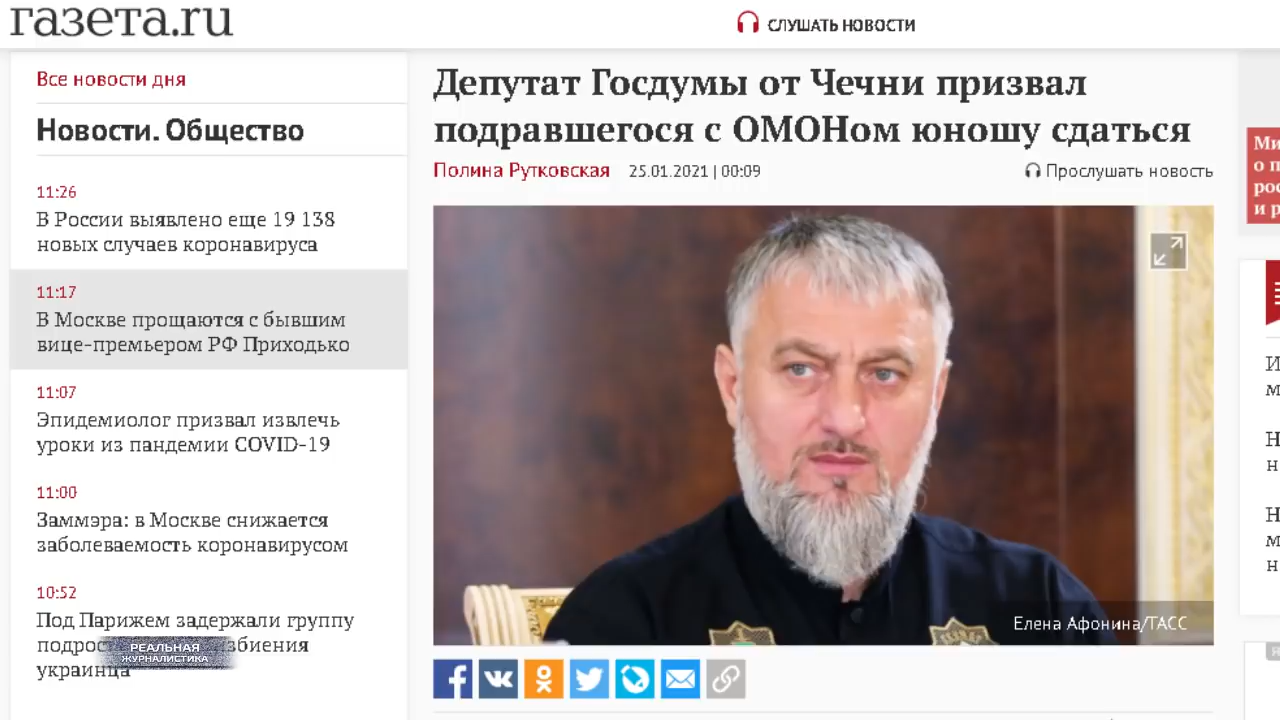 газета.ru
СЛУШАТЬ НОВОСТИ
Все новости дня
Новости. Общество
11:26
В России выявлено еще 19 138
новых случаев коронавируса
11:17
В Москве прощаются с бывшим
вице-премьером РФ Приходько
11:07
Эпидемиолог призвал извлечь
уроки из пандемии COVID-19
11:00
Заммэра: в Москве снижается
заболеваемость коронавирусом
10:52
Под Парижем задержали группу
украинца
РЕАЛЬНАЯ
ЖУРНАЛИСТИКА
Депутат Госдумы от Чечни призвал
подравшегося с ОМОНом юношу сдаться
Полина Рутковская 25.01.2021 | 00:09
Прослушать новость
Елена Афонина/ТАСС